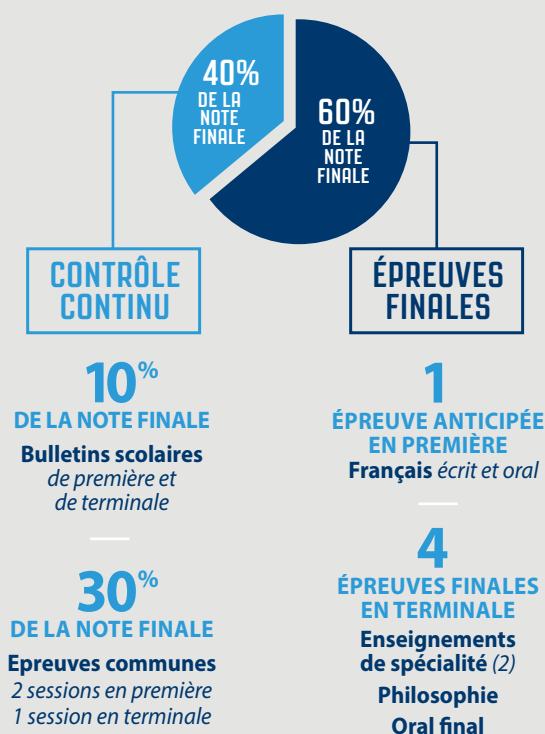 40%
DE LA
NOTE
FINALE
60%
DE LA
NOTE
FINALE
CONTRÔLE
CONTINU
10%
DE LA NOTE FINALE
Bulletins scolaires
de première et
de terminale
30%
DE LA NOTE FINALE
Epreuves communes
2 sessions en première
1 session en terminale
ÉPREUVES
FINALES
1
ÉPREUVE ANTICIPÉE
EN PREMIÈRE
Français écrit et oral
4
ÉPREUVES FINALES
EN TERMINALE
Enseignements
de spécialité (2)
Philosophie
Oral final